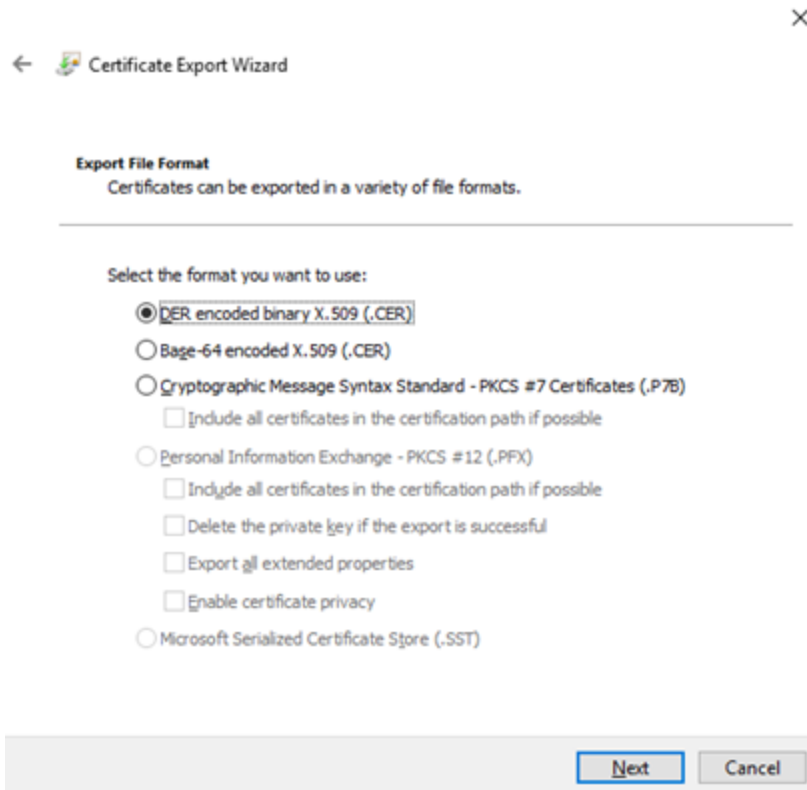 Certificate Export Wizard
Export File Format
Certificates can be exported in a variety of file formats.
Select the format you want to use:
DER encoded binary X.509 (.CER)
Base-64 encoded X.509 (.CER)
Cryptographic Message Syntax Standard - PKCS #7 Certificates (.P7B)
Include all certificates in the certification path if possible
Personal Information Exchange - PKCS #12 (.PFX)
Include all certificates in the certification path if possible
Delete the private key if the export is successful
Export all extended properties
Enable certificate privacy
Microsoft Serialized Certificate Store (.SST)
Next Cancel